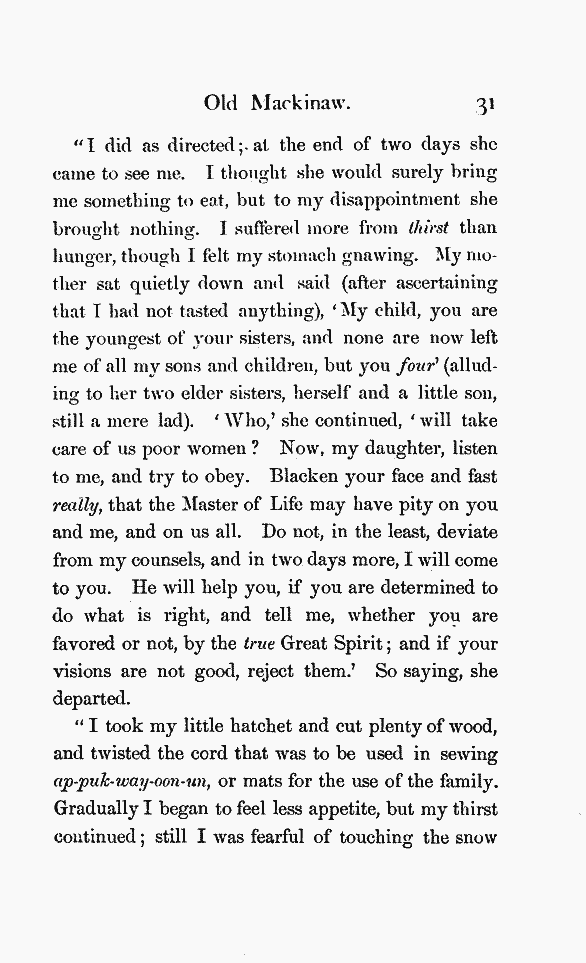 Old Mackinaw. 31
"I did as directed; at the end of two days she
came to see me. I thought she would surely bring
me something to eat, but to my disappointment she
brought nothing. I suffered more from thirst than
hunger, though I felt my stomach gnawing. My mo-
ther sat quietly down and said (after ascertaining
that I had not tasted anything), 'My child, you are
the youngest of your sisters, and none are now left
me of all my sons and children, but you four' (allud-
ing to her two elder sisters, herself and a little son,
still a mere lad). 'Who,' she continued, 'will take
care of us poor women? Now, my daughter, listen
to me, and try to obey. Blacken your face and fast
really, that the Master of Life may have pity on you
and me, and on us all. Do not, in the least, deviate
from my counsels, and in two days more, I will come
to you. He will help you, if you are determined to
do what is right, and tell me, whether you are
favored or not, by the true Great Spirit; and if your
visions are not good, reject them.' So saying, she
departed.
"I took my little hatchet and cut plenty of wood,
and twisted the cord that was to be used in sewing
ap-puk-way-oon-un, or mats for the use of the family.
Gradually I began to feel less appetite, but my thirst
continued; still I was fearful of touching the snow